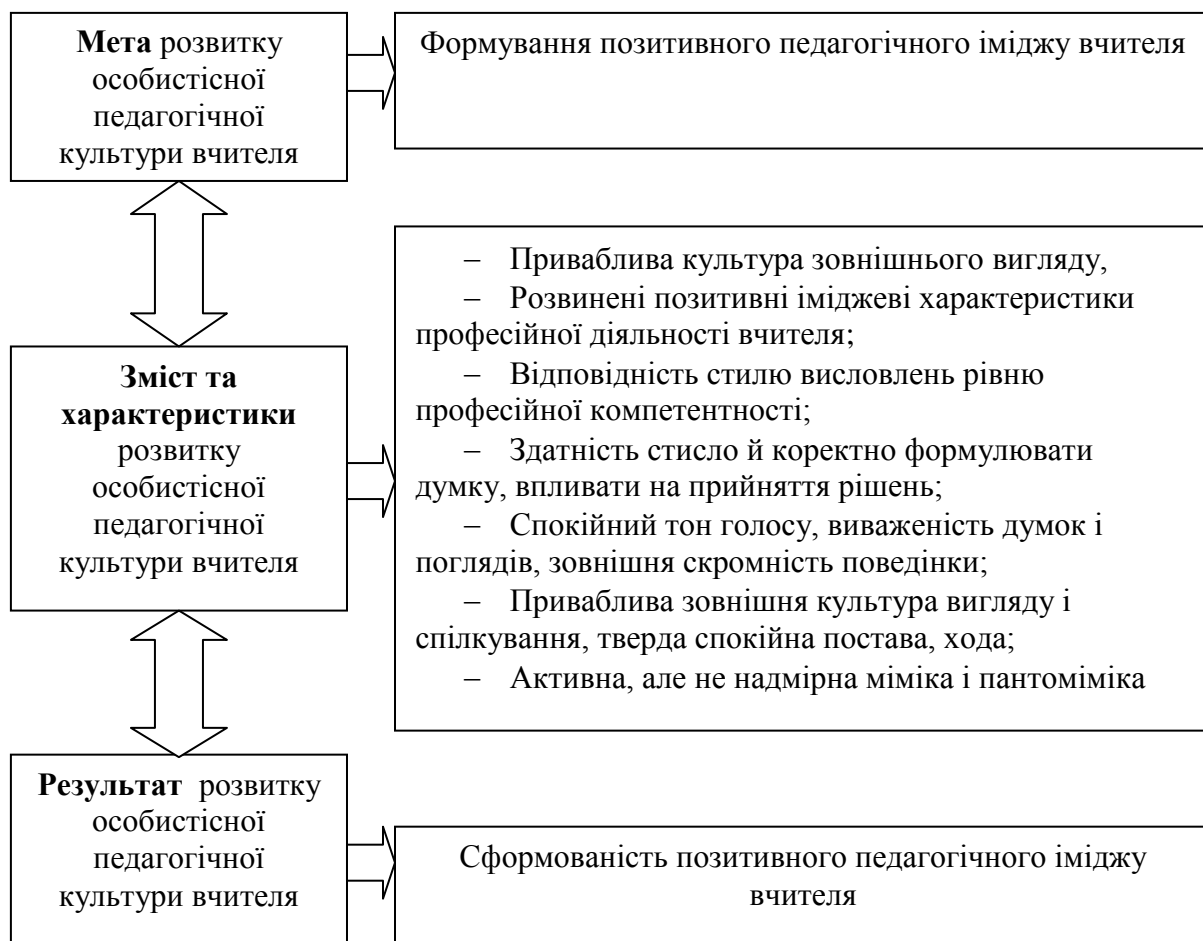 Мета розвитку
особистісної
педагогічної
культури вчителя
Формування позитивного педагогічного іміджу вчителя
Зміст та
характеристики
розвитку
особистісної
педагогічної
культури вчителя
– Приваблива культура зовнішнього вигляду,
– Розвинені позитивні іміджеві характеристики
професійної діяльності вчителя;
– Відповідність стилю висловлень рівню
професійної компетентності;
– Здатність стисло й коректно формулювати
думку, впливати на прийняття рішень;
– Спокійний тон голосу, виваженість думок і
поглядів, зовнішня скромність поведінки;
– Приваблива зовнішня культура вигляду і
спілкування, тверда спокійна постава, хода;
– Активна, але не надмірна міміка і пантоміміка
Результат розвитку
особистісної
педагогічної
культури вчителя
Сформованість позитивного педагогічного іміджу
вчителя